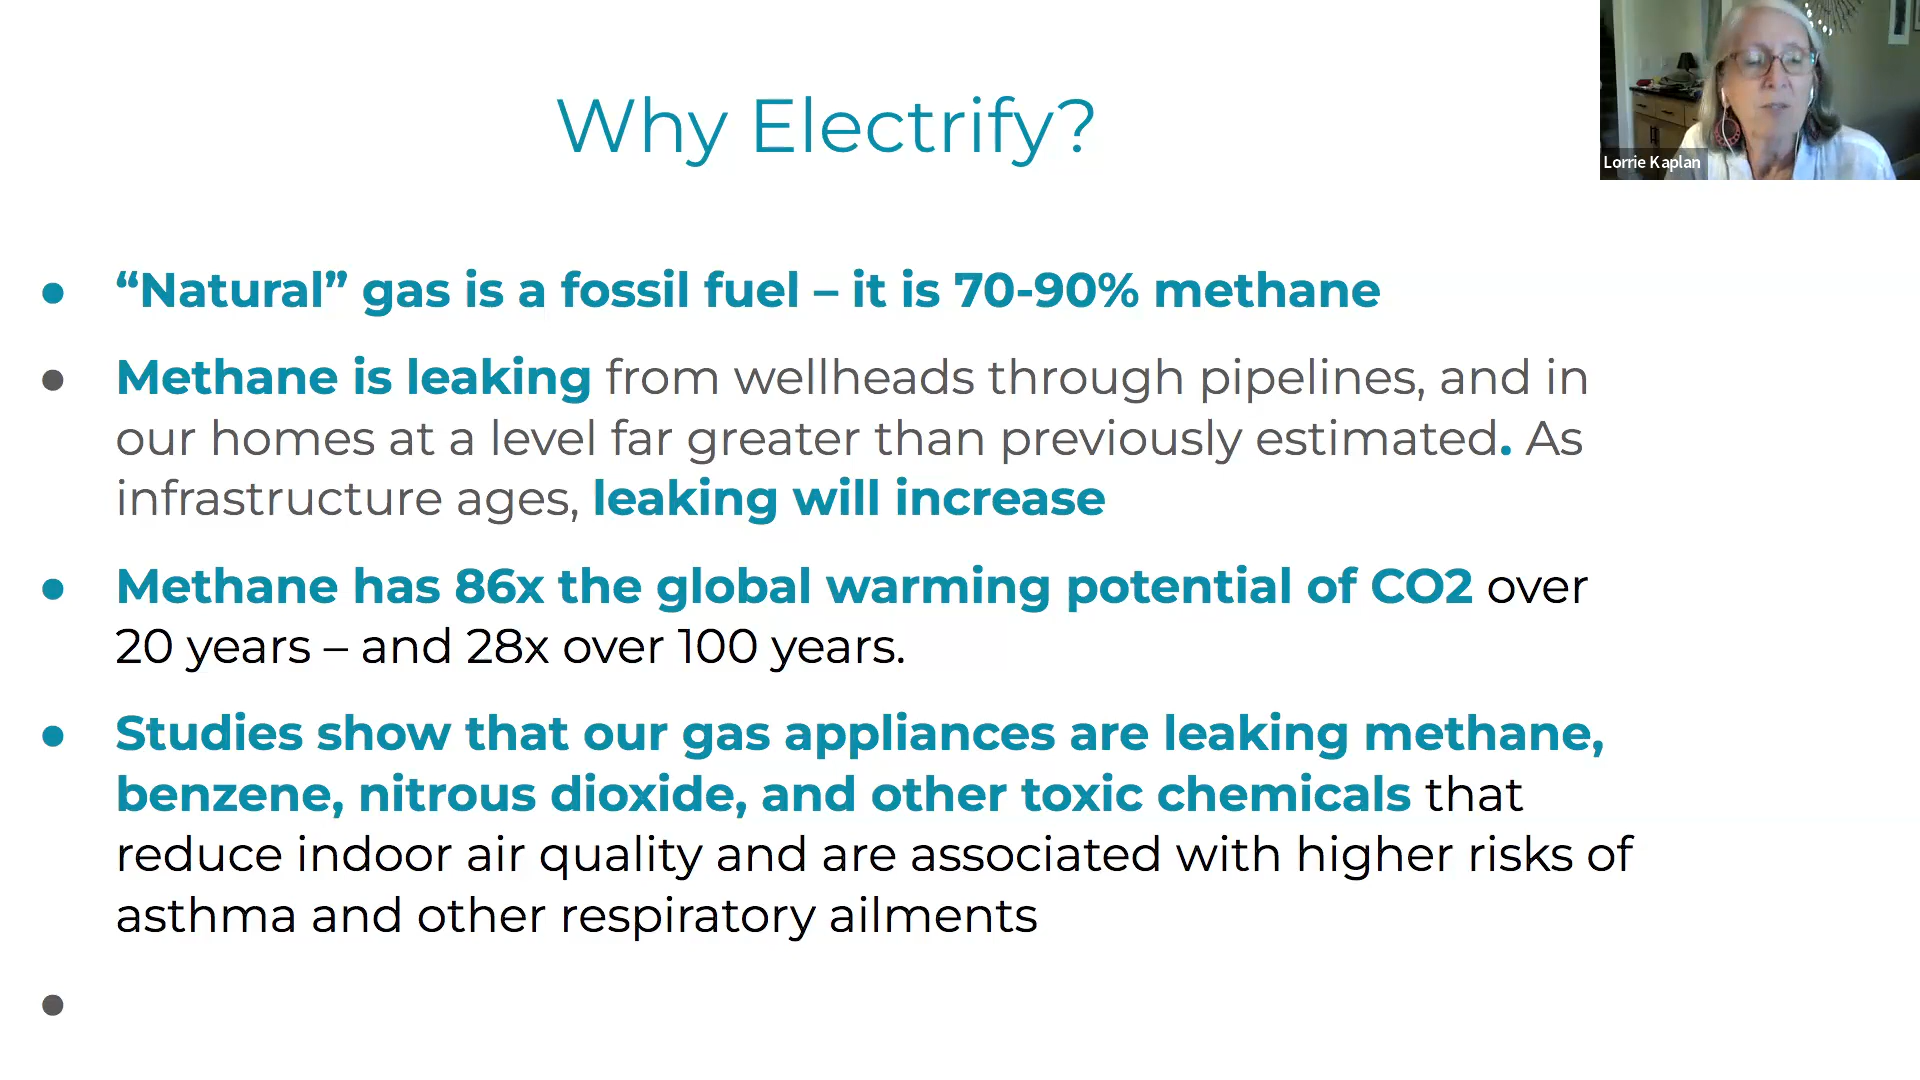 Why Electrify?
Lorrie Kaplan
● “Natural” gas is a fossil fuel – it is 70-90% methane
● Methane is leaking from wellheads through pipelines, and in
our homes at a level far greater than previously estimated. As
infrastructure ages, leaking will increase
● Methane has 86x the global warming potential of CO2 over
20 years – and 28x over 100 years.
● Studies show that our gas appliances are leaking methane,
benzene, nitrous dioxide, and other toxic chemicals that
reduce indoor air quality and are associated with higher risks of
asthma and other respiratory ailments
●